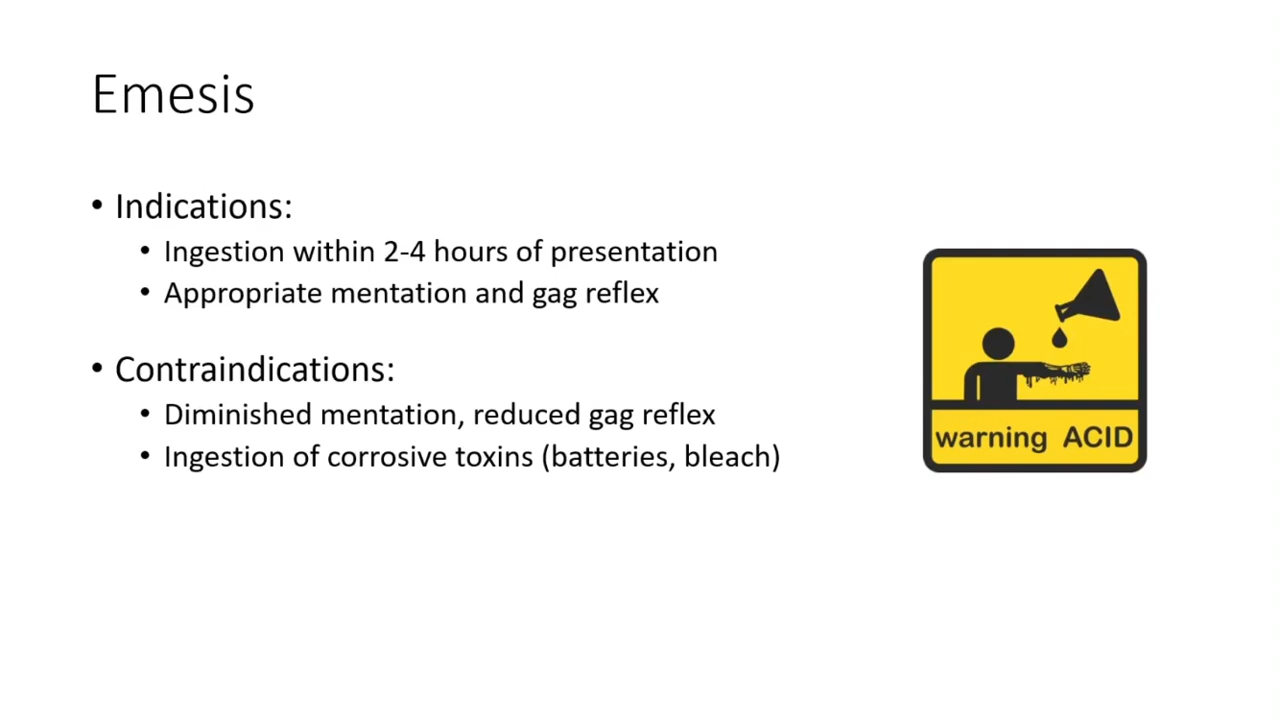 Emesis
• Indications:
• Ingestion within 2-4 hours of presentation
• Appropriate mentation and gag reflex
• Contraindications:
• Diminished mentation, reduced gag reflex
• Ingestion of corrosive toxins (batteries, bleach)
warning ACID